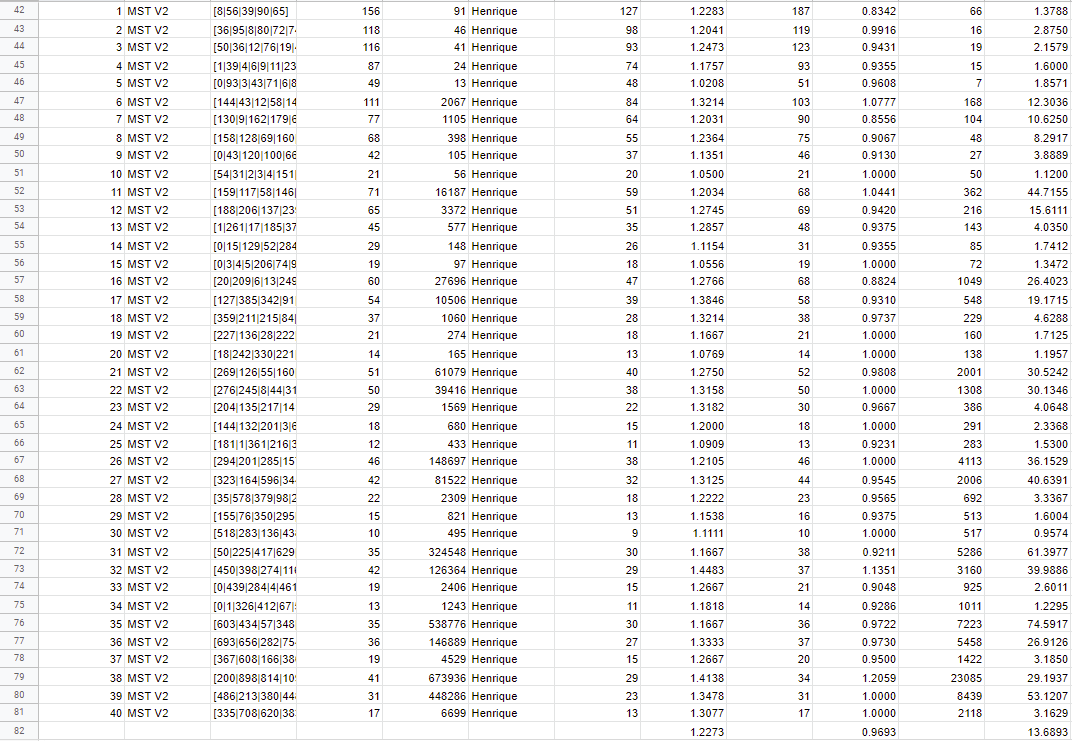 42 1 MST V2 [8|56|39|90|65] 156 91 Henrique 127 1.2283 187 0.8342 66 1.3788
43 2 MST V2 [36|95|8|80|72|74 118 46 Henrique 98 1.2041 119 0.9916 16 2.8750
44 3 MST V2 [50|36|12|76|19| 116 41 Henrique 93 1.2473 123 0.9431 19 2.1579
45 4 MST V2 [1|39|4|6|9|11|23 87 24 Henrique 74 1.1757 93 0.9355 15 1.6000
46 5 MST V2 [0|93|3|43|71|6|8 49 13 Henrique 48 1.0208 51 0.9608 7 1.8571
47 6 MST V2 [144|43|12|58|14 111 2067 Henrique 84 1.3214 103 1.0777 168 12.3036
48 7 MST V2 [130|9|162|179|6 77 1105 Henrique 64 1.2031 90 0.8556 104 10.6250
49 8 MST V2 [158|128|69|160 68 398 Henrique 55 1.2364 75 0.9067 48 8.2917
50 9 MST V2 [0|43|120|100|66 42 105 Henrique 37 1.1351 46 0.9130 27 3.8889
51 10 MST V2 [54|31|2|3|4|151| 21 56 Henrique 20 1.0500 21 1.0000 50 1.1200
52 11 MST V2 [159|117|58|146| 71 16187 Henrique 59 1.2034 68 1.0441 362 44.7155
53 12 MST V2 [188|206|137|23 65 3372 Henrique 51 1.2745 69 0.9420 216 15.6111
54 13 MST V2 [1|261|17|185|37 45 577 Henrique 35 1.2857 48 0.9375 143 4.0350
55 14 MST V2 [0|15|129|52|284 29 148 Henrique 26 1.1154 31 0.9355 85 1.7412
56 15 MST V2 [0|3|4|5|206|74|9 19 97 Henrique 18 1.0556 19 1.0000 72 1.3472
57 16 MST V2 [20|209|6|13|249 60 27696 Henrique 47 1.2766 68 0.8824 1049 26.4023
58 17 MST V2 [127|385|342|91| 54 10506 Henrique 39 1.3846 58 0.9310 548 19.1715
59 18 MST V2 [359|211|215|84| 37 1060 Henrique 28 1.3214 38 0.9737 229 4.6288
60 19 MST V2 [227|136|28|222 21 274 Henrique 18 1.1667 21 1.0000 160 1.7125
61 20 MST V2 [18|242|330|221 14 165 Henrique 13 1.0769 14 1.0000 138 1.1957
62 21 MST V2 [269|126|55|160 51 61079 Henrique 40 1.2750 52 0.9808 2001 30.5242
63 22 MST V2 [276|245|8|44|31 50 39416 Henrique 38 1.3158 50 1.0000 1308 30.1346
64 23 MST V2 [204|135|217|14 29 1569 Henrique 22 1.3182 30 0.9667 386 4.0648
65 24 MST V2 [144|132|201|3|6 18 680 Henrique 15 1.2000 18 1.0000 291 2.3368
66 25 MST V2 [181|1|361|216|3 12 433 Henrique 11 1.0909 13 0.9231 283 1.5300
67 26 MST V2 [294|201|285|15 46 148697 Henrique 38 1.2105 46 1.0000 4113 36.1529
68 27 MST V2 [323|164|596|34 42 81522 Henrique 32 1.3125 44 0.9545 2006 40.6391
69 28 MST V2 [35|578|379|98|2 22 2309 Henrique 18 1.2222 23 0.9565 692 3.3367
70 29 MST V2 [155|76|350|295 15 821 Henrique 13 1.1538 16 0.9375 513 1.6004
71 30 MST V2 [518|283|136|43 10 495 Henrique 9 1.1111 10 1.0000 517 0.9574
72 31 MST V2 [50|225|417|629 35 324548 Henrique 30 1.1667 38 0.9211 5286 61.3977
73 32 MST V2 [450|398|274|11 42 126364 Henrique 29 1.4483 37 1.1351 3160 39.9886
74 33 MST V2 [0|439|284|4|461 19 2406 Henrique 15 1.2667 21 0.9048 925 2.6011
75 34 MST V2 [0|1|326|412|67| 13 1243 Henrique 11 1.1818 14 0.9286 1011 1.2295
76 35 MST V2 [603|434|57|348 35 538776 Henrique 30 1.1667 36 0.9722 7223 74.5917
77 36 MST V2 [693|656|282|75 36 146889 Henrique 27 1.3333 37 0.9730 5458 26.9126
78 37 MST V2 [367|608|166|38 19 4529 Henrique 15 1.2667 20 0.9500 1422 3.1850
79 38 MST V2 [200|898|814|10 41 673936 Henrique 29 1.4138 34 1.2059 23085 29.1937
80 39 MST V2 [486|213|380|44 31 448286 Henrique 23 1.3478 31 1.0000 8439 53.1207
81 40 MST V2 [335|708|620|38 17 6699 Henrique 13 1.3077 17 1.0000 2118 3.1629
82 1.2273 0.9693 13.6893